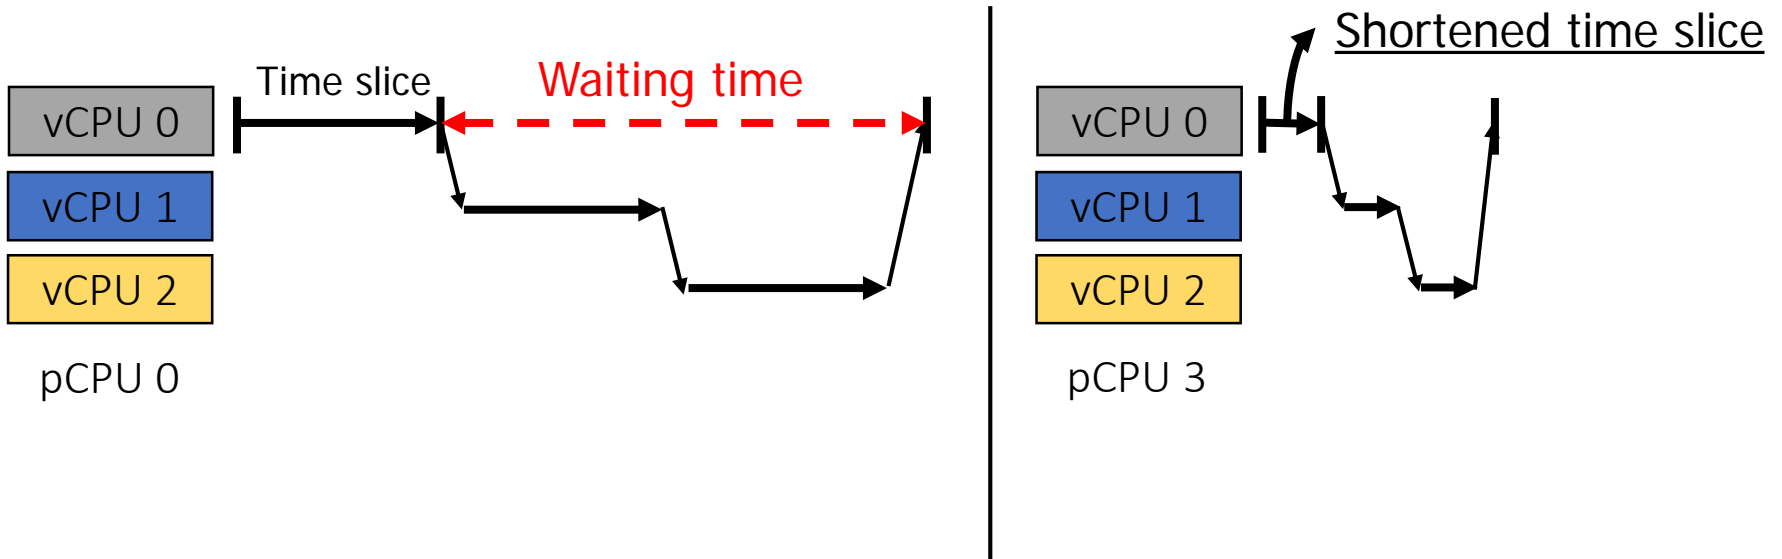 Time slice
Waiting time
vCPU 0
vCPU 1
vCPU 2
pCPU 0
Shortened time slice
vCPU 0
vCPU 1
vCPU 2
pCPU 3